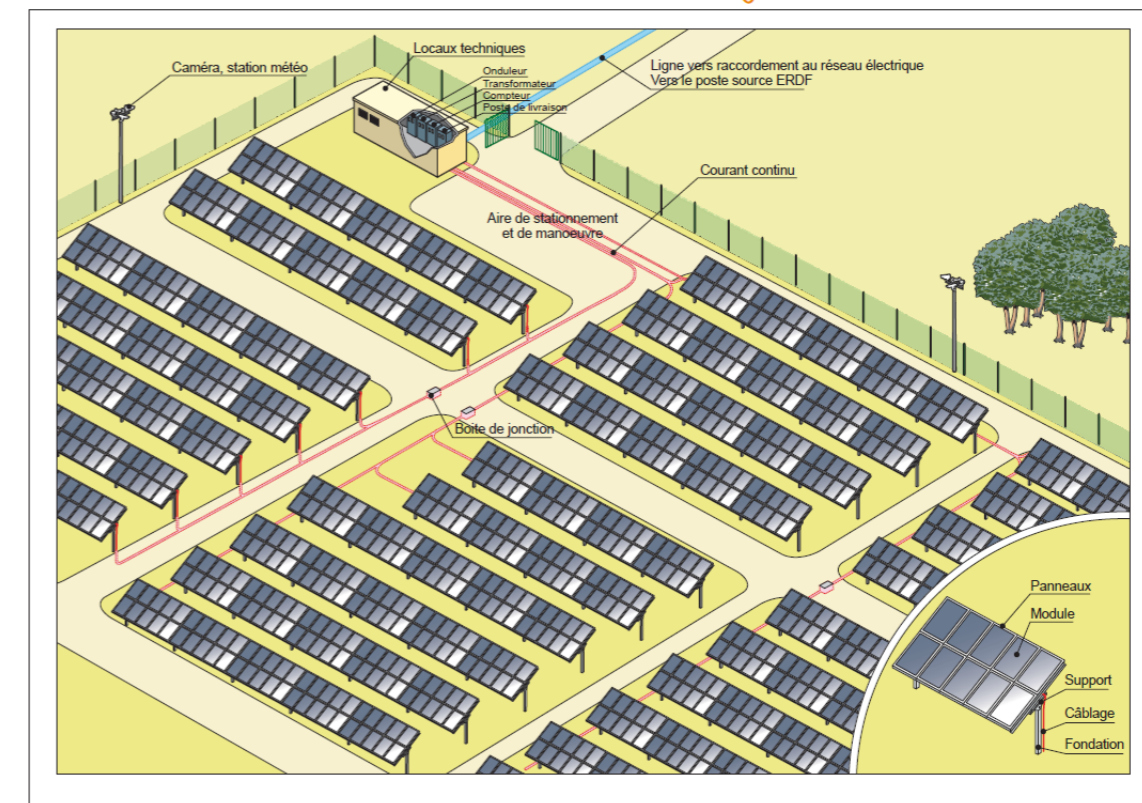 Caméra, station météo
Locaux techniques
Onduleur
Transformateur
Compteur
Poste de livraison
Ligne vers raccordement au réseau électrique
Vers le poste source ERDF
Courant continu
Aire de stationnement
et de manoeuvre
Boite de jonction
Panneaux
Module
Support
Câblage
Fondation